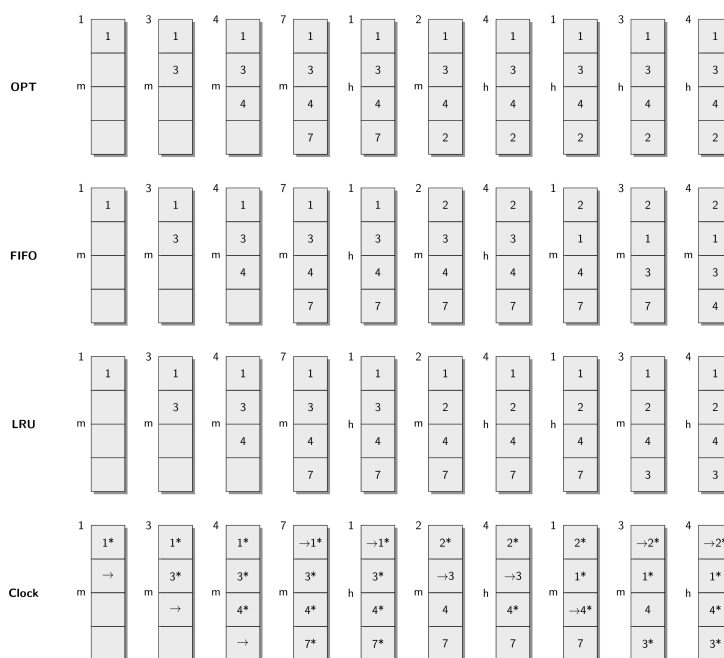 1 3 4 7 1 2 4 1 3 4
1 1 1 1 1 1 1 1 1 1
3 3 3 3 3 3 3 3 3
OPT m m m m h m h h h h
4 4 4 4 4 4 4 4
7 7 2 2 2 2 2
1 3 4 7 1 2 4 1 3 4
1 1 1 1 1 2 2 2 2 2
3 3 3 3 3 3 1 1 1
FIFO m m m m h m h m m m
4 4 4 4 4 4 3 3
7 7 7 7 7 7 4
1 3 4 7 1 2 4 1 3 4
1 1 1 1 1 1 1 1 1 1
3 3 3 3 2 2 2 2 2
LRU m m m m h m h h m h
4 4 4 4 4 4 4 4
7 7 7 7 7 3 3
1 3 4 7 1 2 4 1 3 4
1* 1* 1* →1* →1* 2* 2* 2* →2* →2*
→ 3* 3* 3* 3* →3 →3 1* 1* 1*
Clock m m m m h m h m m h
→ 4* 4* 4* 4 4* →4* 4 4*
→ 7* 7* 7 7 7 3* 3*